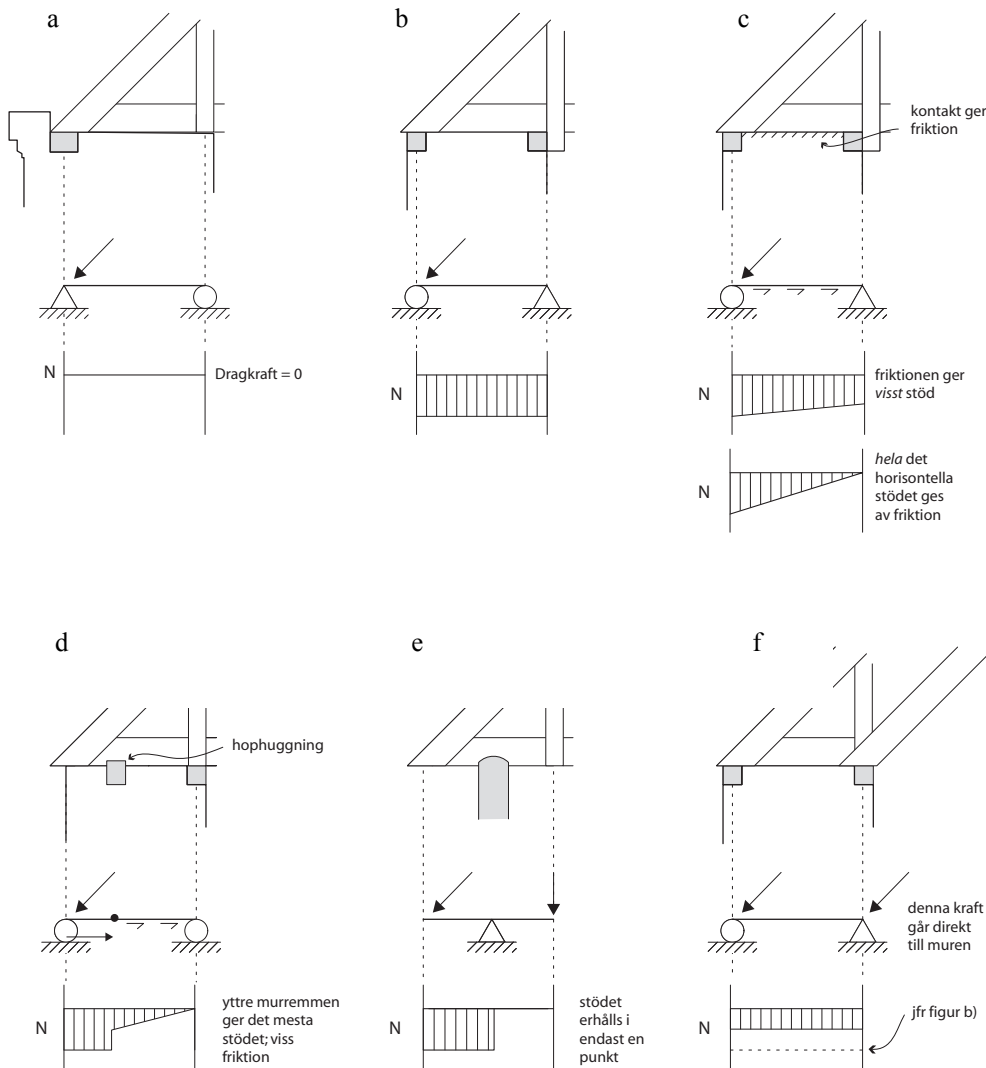 a
b
c
kontakt ger
friktion
N
Dragkraft = 0
N
N
friktionen ger
visst stöd
N
hela det
horisontella
stödet ges
av friktion
d
e
f
hophuggning
denna kraft
går direkt
till muren
N
yttre murremmen
ger det mesta
stödet; viss
friktion
N
stödet
erhålls i
endast en
punkt
N
jfr figur b)